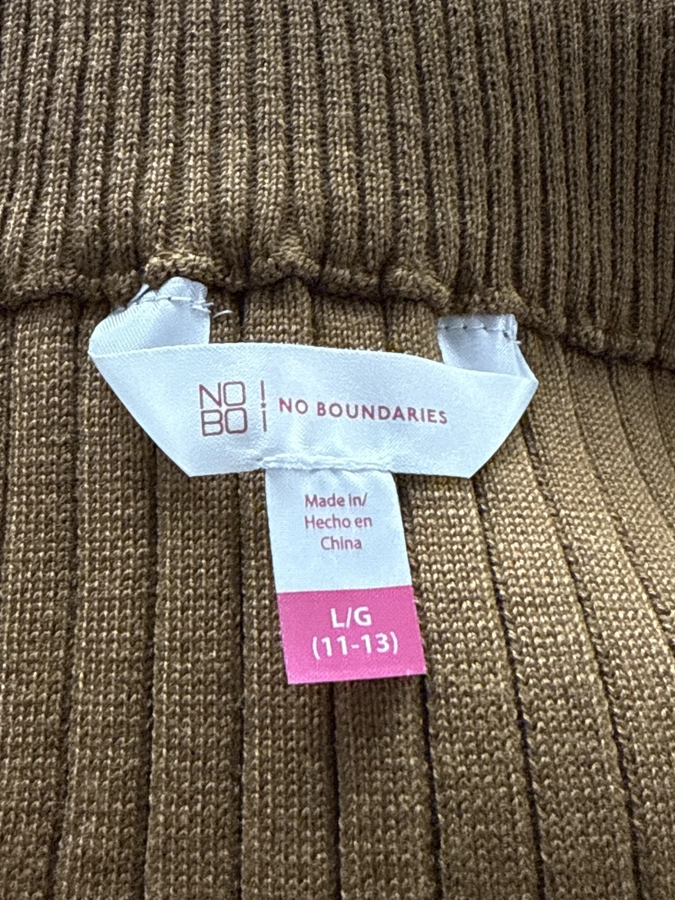 NO
BO
NO BOUNDARIES
Made in/
Hecho en
China
L/G
(11-13)